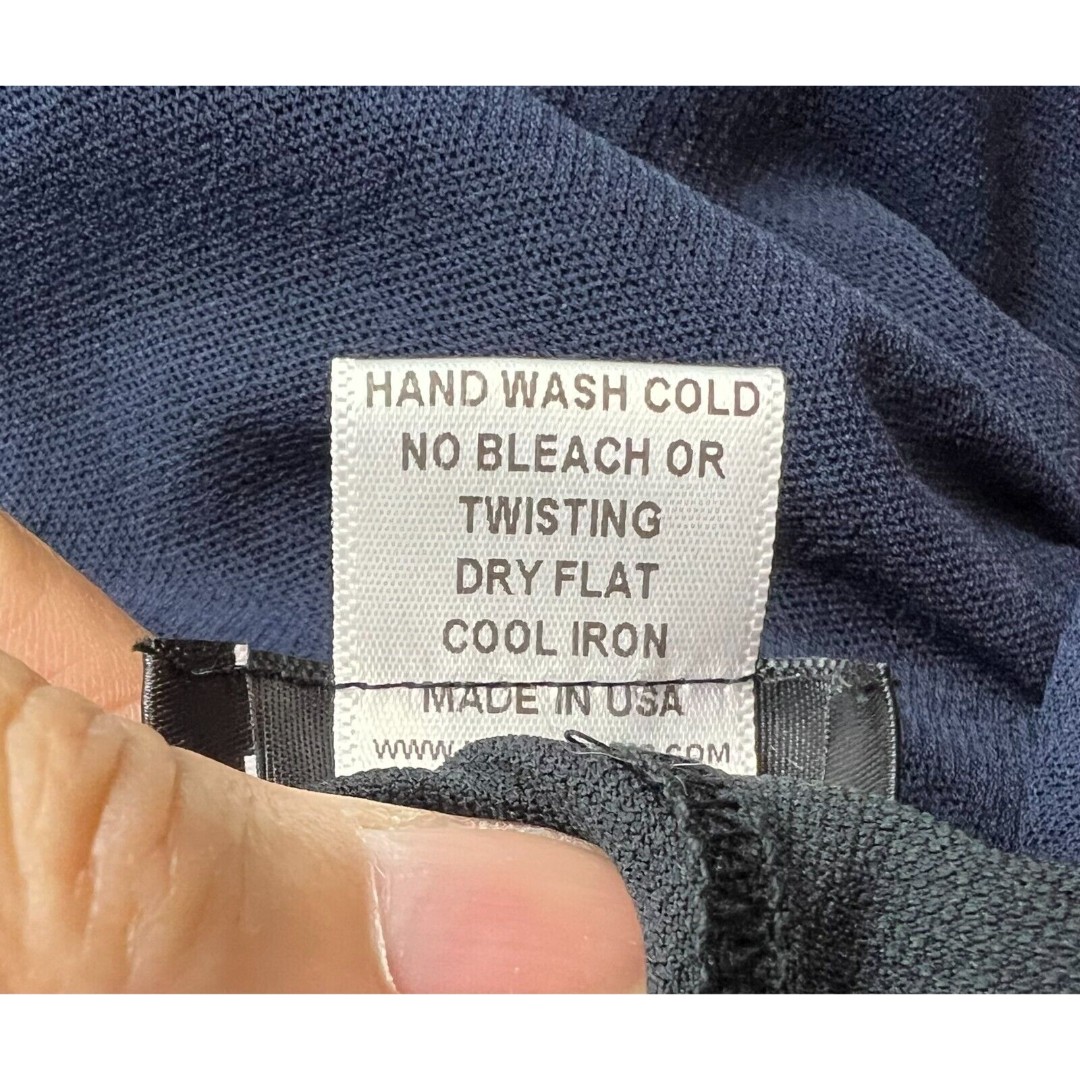 HAND WASH COLD
NO BLEACH OR
TWISTING
DRY FLAT
COOL IRON
MADE IN USA